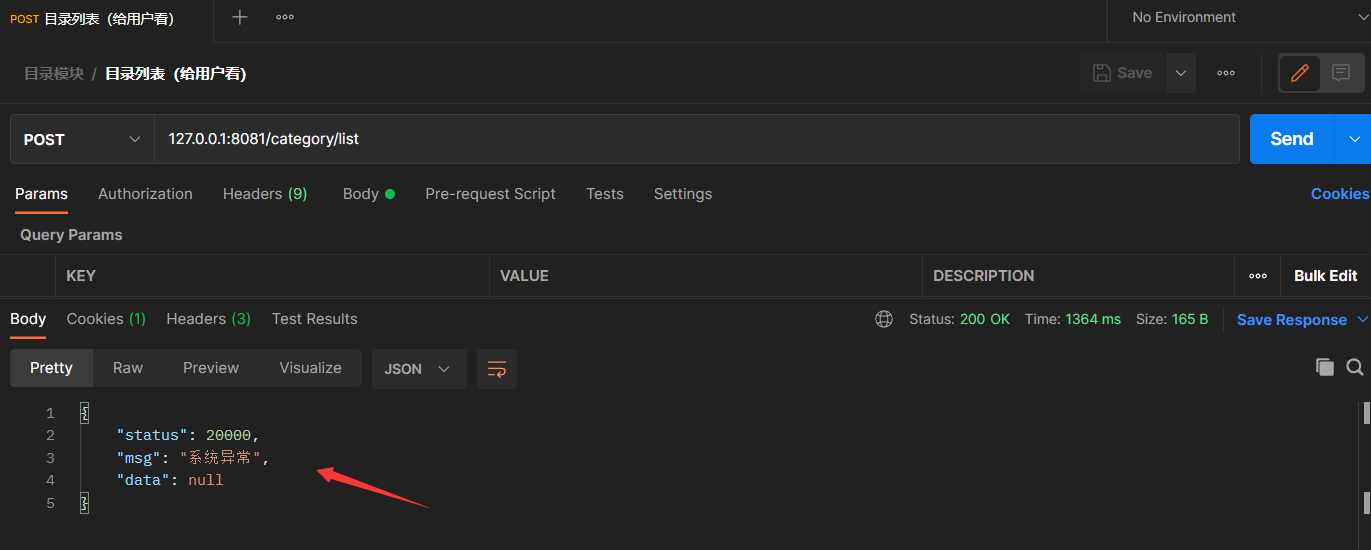 POST 目录列表（给用户看） No Environment
目录模块 / 目录列表（给用户看） Save
POST 127.0.0.1:8081/category/list Send
Params Authorization Headers (9) Body Pre-request Script Tests Settings Cookies
Query Params
KEY VALUE DESCRIPTION Bulk Edit
Body Cookies (1) Headers (3) Test Results Status: 200 OK Time: 1364 ms Size: 165 B Save Response
Pretty Raw Preview Visualize JSON
1 {
2 "status": 20000,
3 "msg": "系统异常",
4 "data": null
5 }